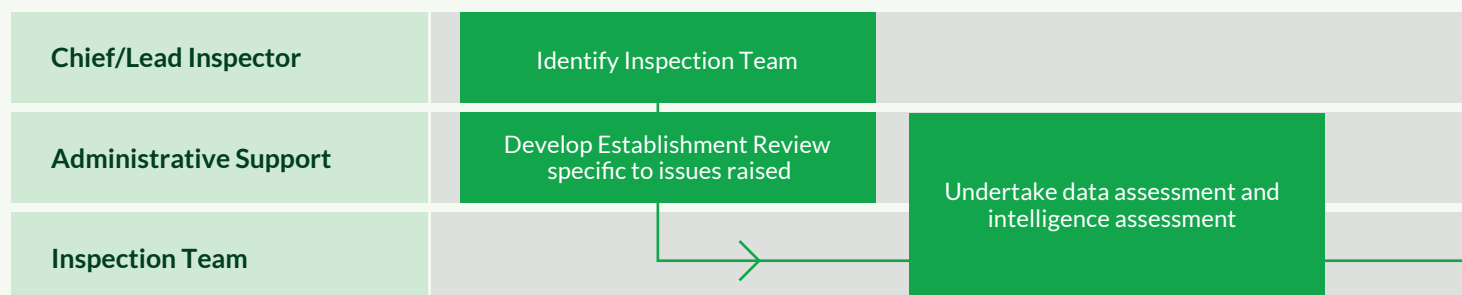 Chief/Lead Inspector
Identify Inspection Team
Administrative Support
Develop Establishment Review
specific to issues raised
Undertake data assessment and
intelligence assessment
Inspection Team